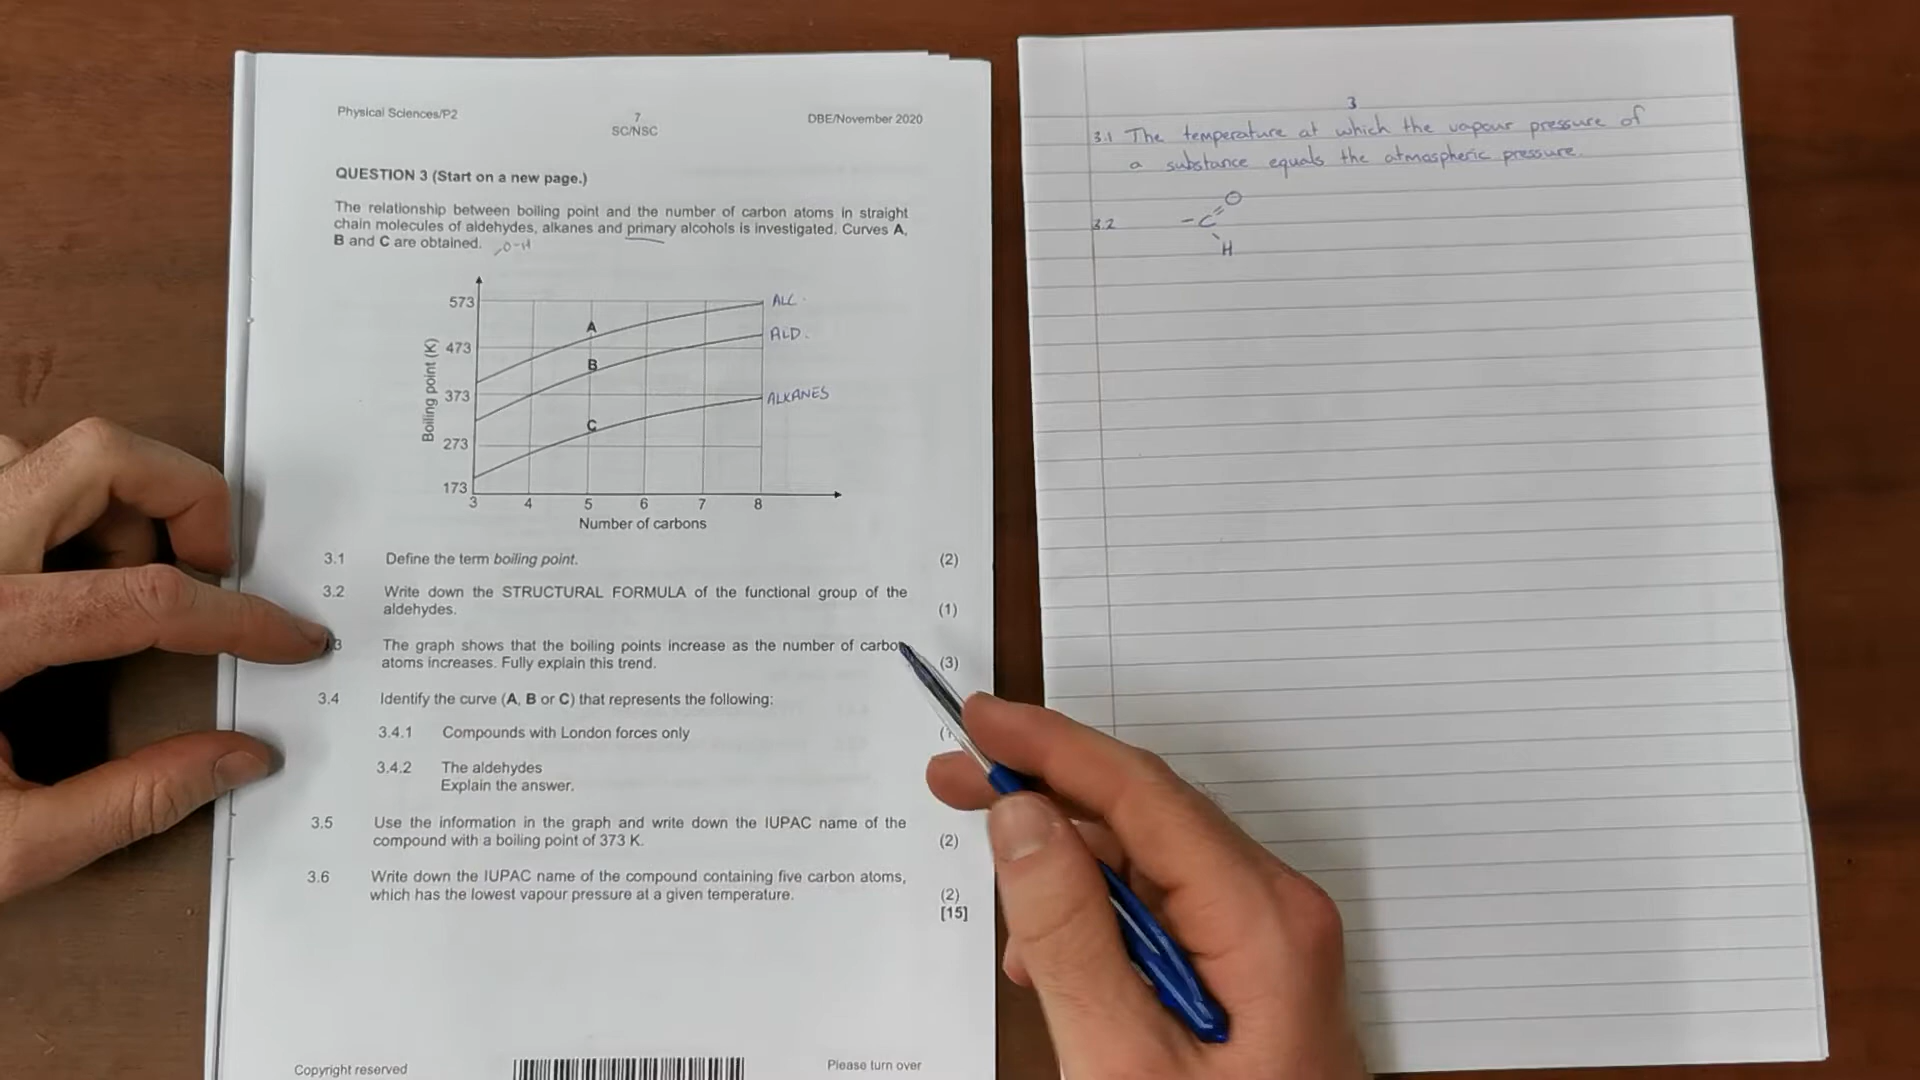 Physical Sciences/P2
7
SC/NSC
DBE/November 2020
QUESTION 3 (Start on a new page.)
The relationship between boiling point and the number of carbon atoms in straight
chain molecules of aldehydes, alkanes and primary alcohols is investigated. Curves A,
B and C are obtained.
O-H
573
473
373
273
173
Boiling point (K)
A
B
C
ALC.
ALD.
ALKANES
3 4 5 6 7 8
Number of carbons
3.1 Define the term boiling point. (2)
3.2 Write down the STRUCTURAL FORMULA of the functional group of the
aldehydes. (1)
3 The graph shows that the boiling points increase as the number of carbo
atoms increases. Fully explain this trend. (3)
3.4 Identify the curve (A, B or C) that represents the following:
3.4.1 Compounds with London forces only
3.4.2 The aldehydes
Explain the answer.
3.5 Use the information in the graph and write down the IUPAC name of the
compound with a boiling point of 373 K. (2)
3.6 Write down the IUPAC name of the compound containing five carbon atoms,
which has the lowest vapour pressure at a given temperature. (2)
[15]
Copyright reserved
Please turn over
3
3.1 The temperature at which the vapour pressure of
a substance equals the atmospheric pressure.
3.2
O
-C
H